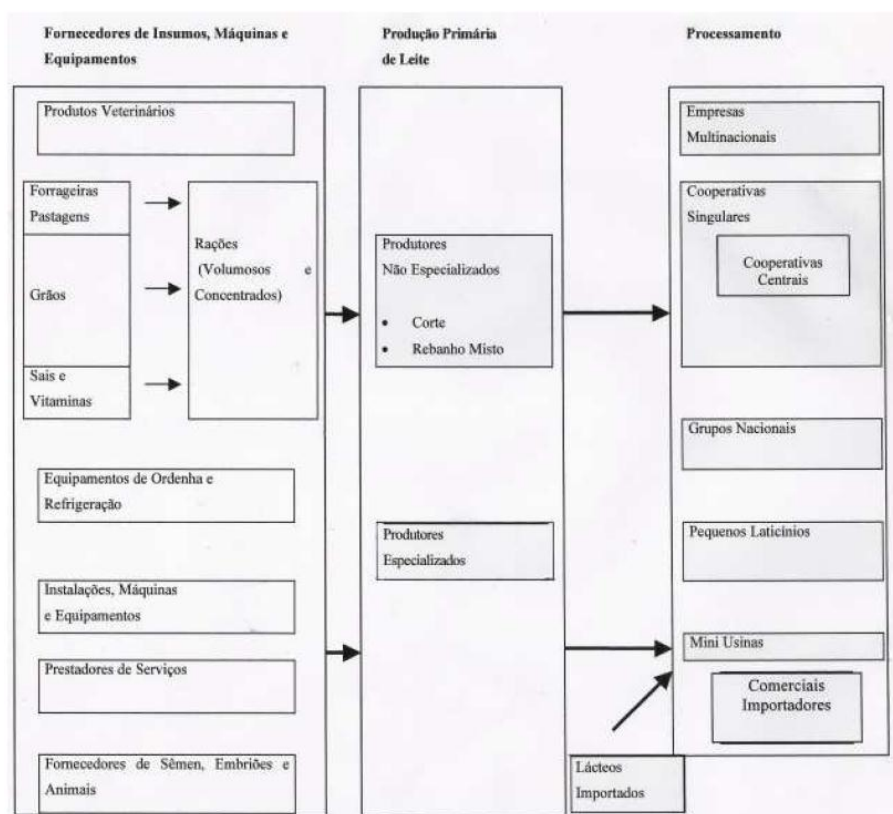 Fornecedores de Insumos, Máquinas e
Equipamentos
Produtos Veterinários
Forrageiras
Pastagens
Grãos
Sais e
Vitaminas
Rações
(Volumosos e
Concentrados)
Equipamentos de Ordenha e
Refrigeração
Instalações, Máquinas
e Equipamentos
Prestadores de Serviços
Fornecedores de Sêmen, Embriões e
Animais
Produção Primária
de Leite
Produtores
Não Especializados
• Corte
• Rebanho Misto
Produtores
Especializados
Lácteos
Importados
Processamento
Empresas
Multinacionais
Cooperativas
Singulares
Cooperativas
Centrais
Grupos Nacionais
Pequenos Laticínios
Mini Usinas
Comerciais
Importadores